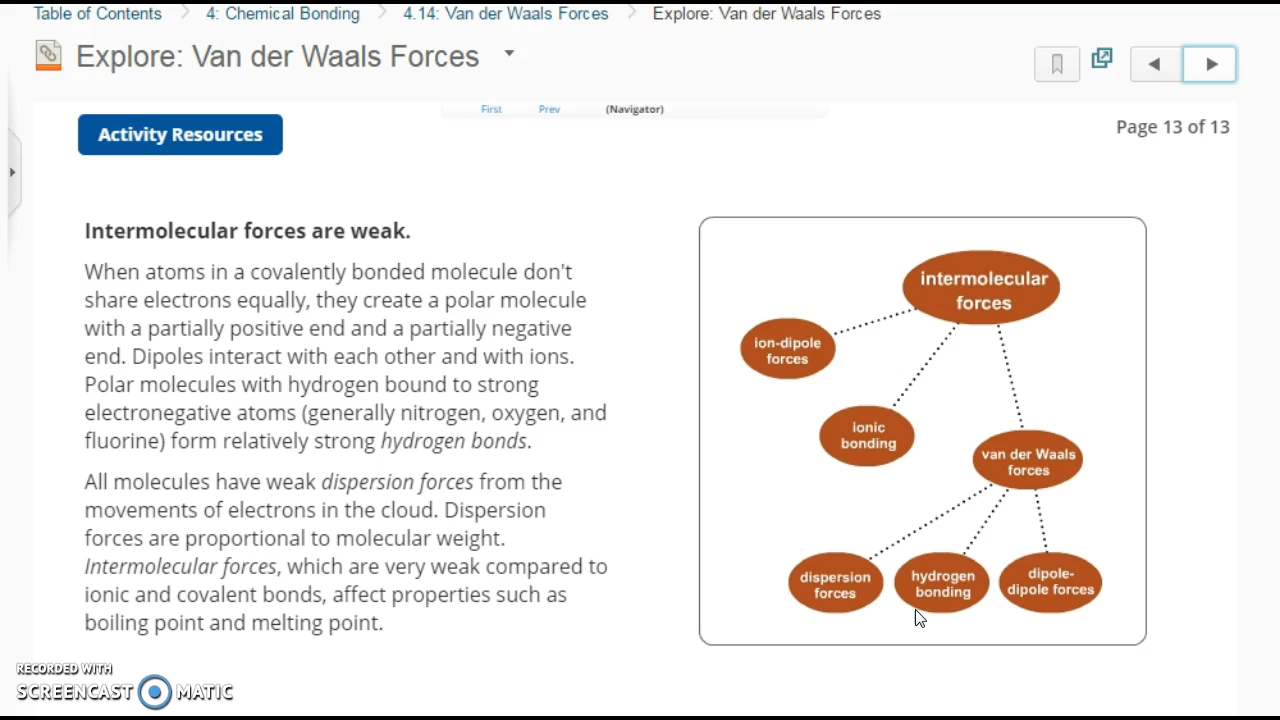 Table of Contents > 4: Chemical Bonding > 4.14: Van der Waals Forces > Explore: Van der Waals Forces
Explore: Van der Waals Forces
First Prev (Navigator)
Activity Resources
Page 13 of 13
Intermolecular forces are weak.
When atoms in a covalently bonded molecule don't
share electrons equally, they create a polar molecule
with a partially positive end and a partially negative
end. Dipoles interact with each other and with ions.
Polar molecules with hydrogen bound to strong
electronegative atoms (generally nitrogen, oxygen, and
fluorine) form relatively strong hydrogen bonds.
All molecules have weak dispersion forces from the
movements of electrons in the cloud. Dispersion
forces are proportional to molecular weight.
Intermolecular forces, which are very weak compared to
ionic and covalent bonds, affect properties such as
boiling point and melting point.
intermolecular
forces
ion-dipole
forces
ionic
bonding
van der Waals
forces
dispersion
forces
hydrogen
bonding
dipole-
dipole forces
RECORDED WITH
SCREENCAST MATIC